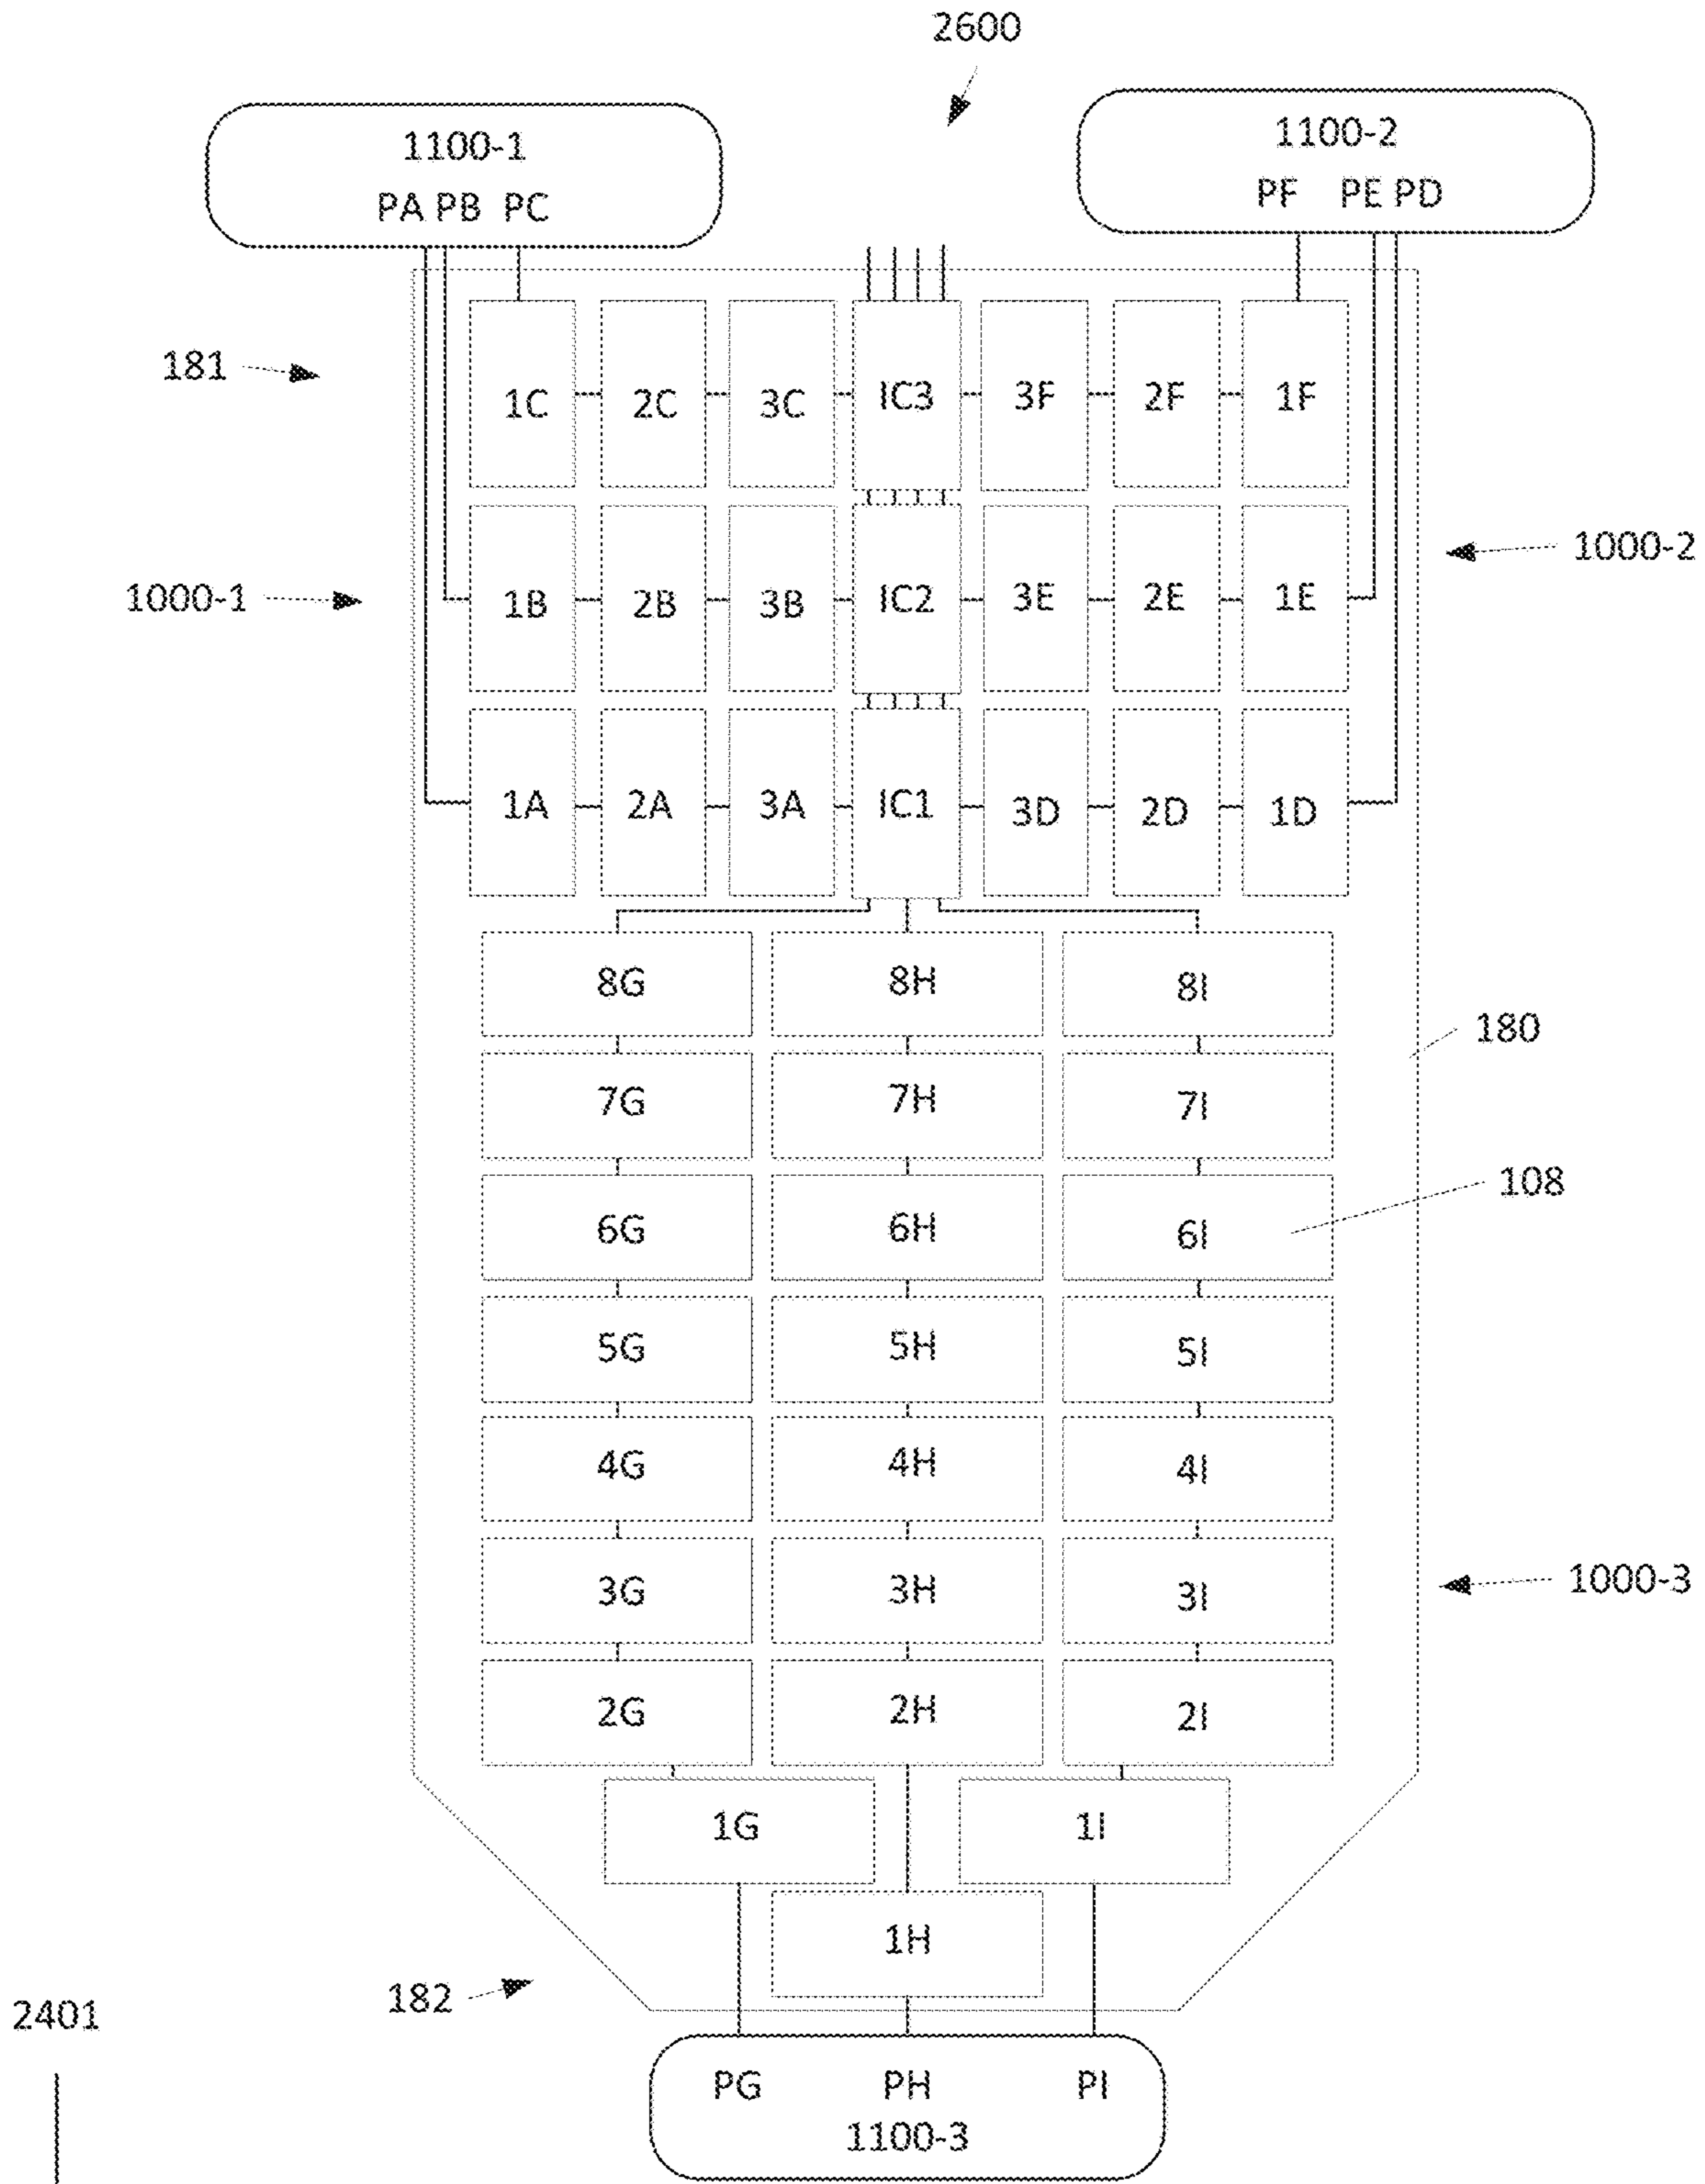 2600
1100-1
PA PB PC
1100-2
PF PE PD
181
1C 2C 3C IC3 3F 2F 1F
1000-2
1000-1
1B 2B 3B IC2 3E 2E 1E
1A 2A 3A IC1 3D 2D 1D
8G 8H 8I
180
7G 7H 7I
108
6G 6H 6I
5G 5H 5I
4G 4H 4I
1000-3
3G 3H 3I
2G 2H 2I
1G 1I
1H
182
2401
PG PH PI
1100-3